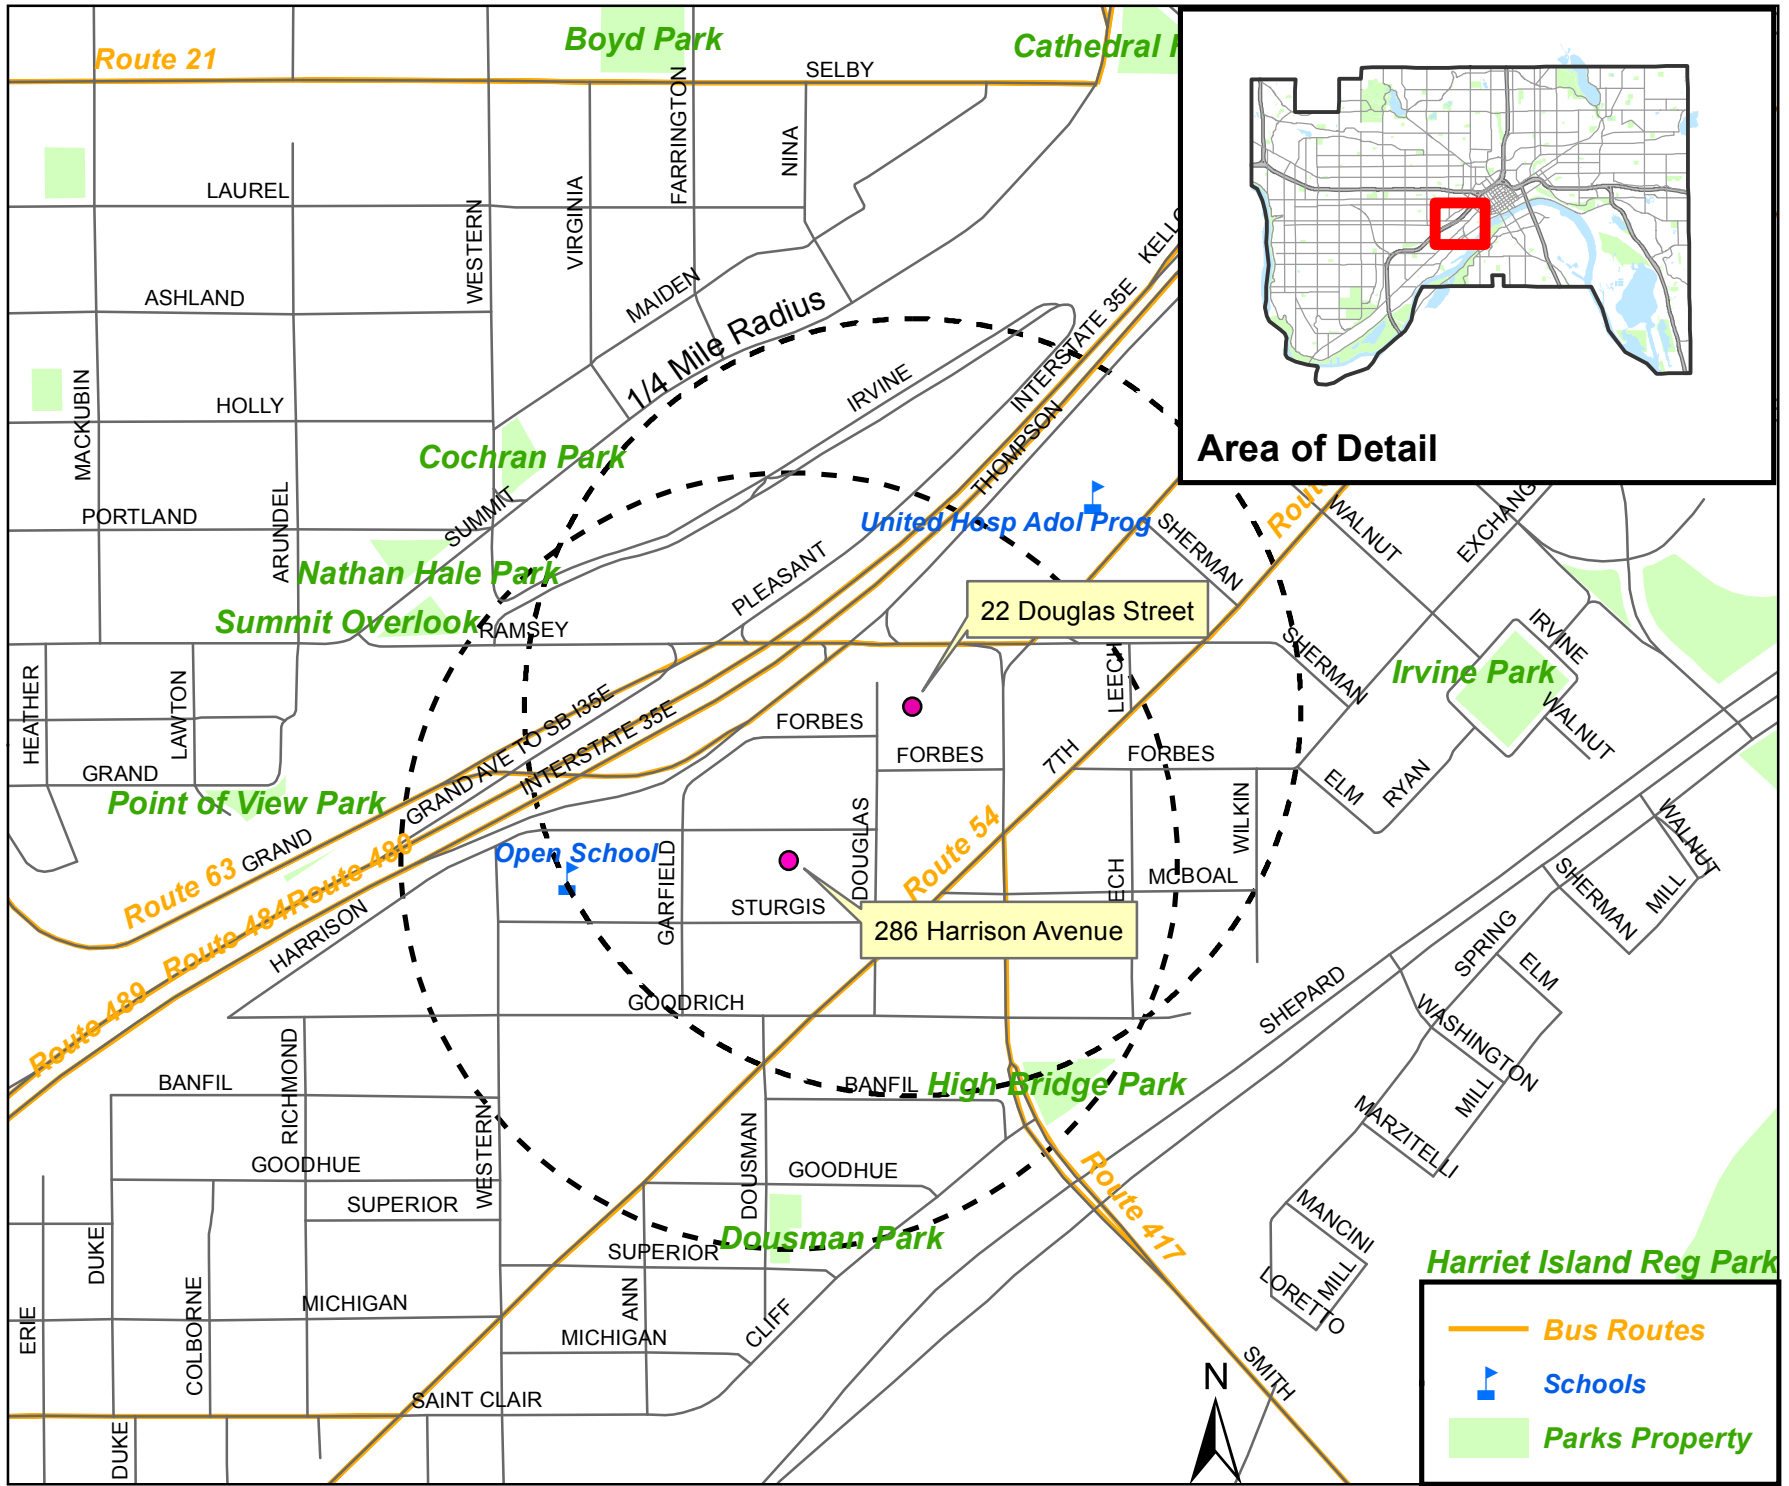 Boyd Park
Cathedral
Route 21
SELBY
FARRINGTON
NINA
LAUREL
VIRGINIA
WESTERN
KELLO
ASHLAND
MAIDEN
1/4 Mile Radius
INTERSTATE 35E
MACKUBIN
HOLLY
IRVINE
THOMPSON
Area of Detail
Cochran Park
PORTLAND
ARUNDEL
SUMMIT
United Hosp Adol Prog
SHERMAN
Rou
WALNUT
EXCHANG
Nathan Hale Park
PLEASANT
Summit Overlook
RAMSEY
22 Douglas Street
SHERMAN
IRVINE
Irvine Park
WALNUT
HEATHER
LAWTON
LEECH
GRAND AVE TO SB I35E
INTERSTATE 35E
FORBES
FORBES
7TH
FORBES
GRAND
Point of View Park
ELM
RYAN
WILKIN
WALNUT
DOUGLAS
Route 54
Route 63
GRAND
Route 480
Open School
GARFIELD
ECH
MCBOAL
SHERMAN
MILL
Route 484
HARRISON
STURGIS
286 Harrison Avenue
SPRING
ELM
Route 489
GOODRICH
SHEPARD
WASHINGTON
RICHMOND
BANFIL
BANFIL
High Bridge Park
MILL
MARZITELLI
WESTERN
DOUSMAN
GOODHUE
GOODHUE
SUPERIOR
Route 417
MANCINI
MILL
LORETTO
DUKE
SUPERIOR
Dousman Park
Harriet Island Reg Park
ERIE
COLBORNE
MICHIGAN
ANN
MICHIGAN
CLIFF
SAINT CLAIR
DUKE
SMITH
N
Bus Routes
Schools
Parks Property